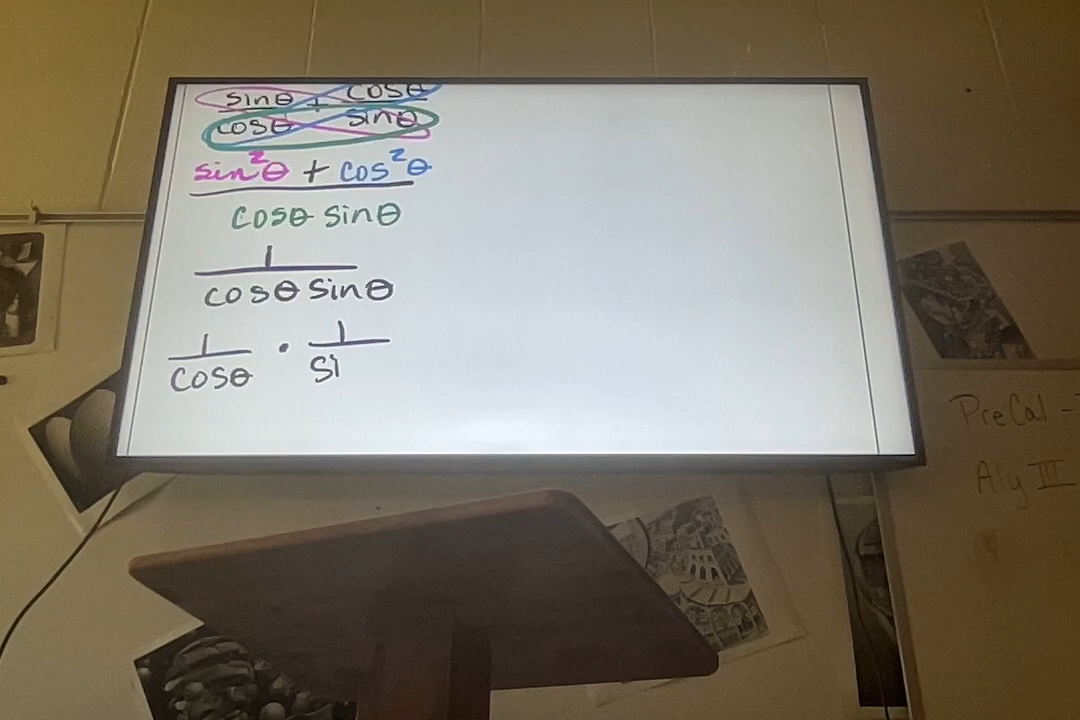 sinθ + cosθ
cosθ sinθ
sin²θ + cos²θ
cosθ sinθ
1
cosθ sinθ
1 · 1
cosθ si
PreCal -
Alg III